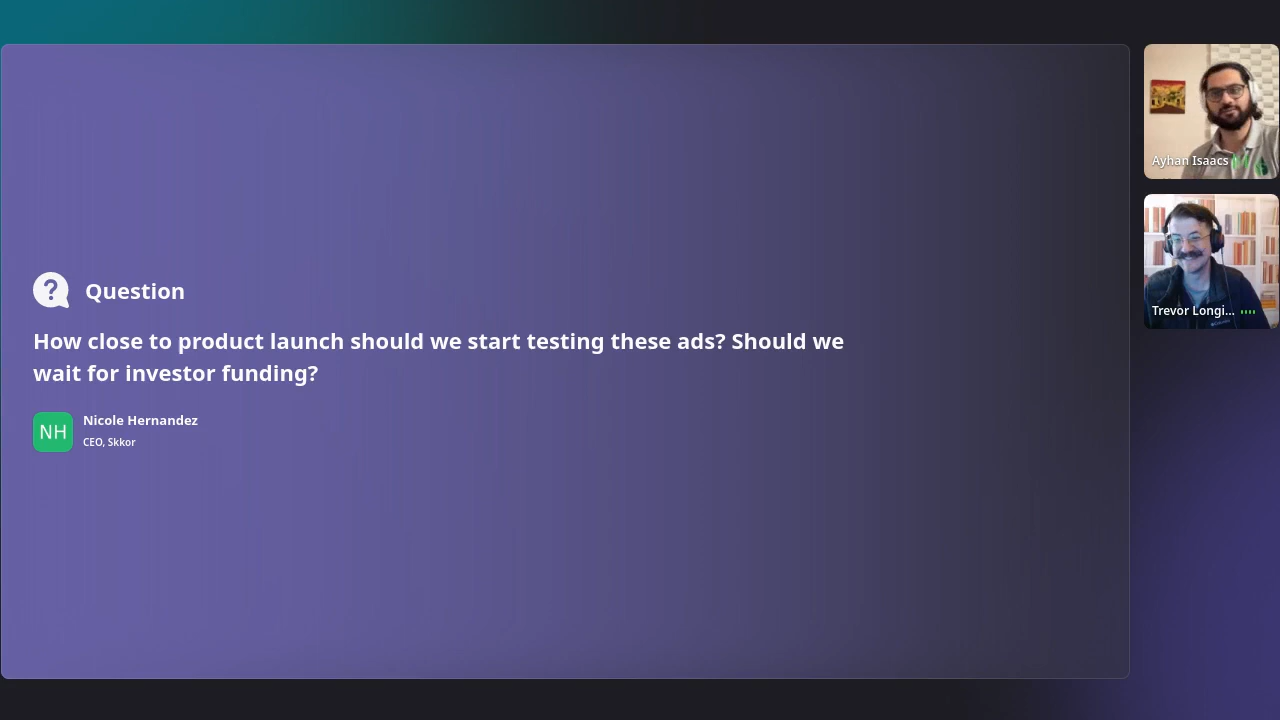 Question
How close to product launch should we start testing these ads? Should we
wait for investor funding?
NH
Nicole Hernandez
CEO, Skkor
Ayhan Isaacs
Trevor Longi...